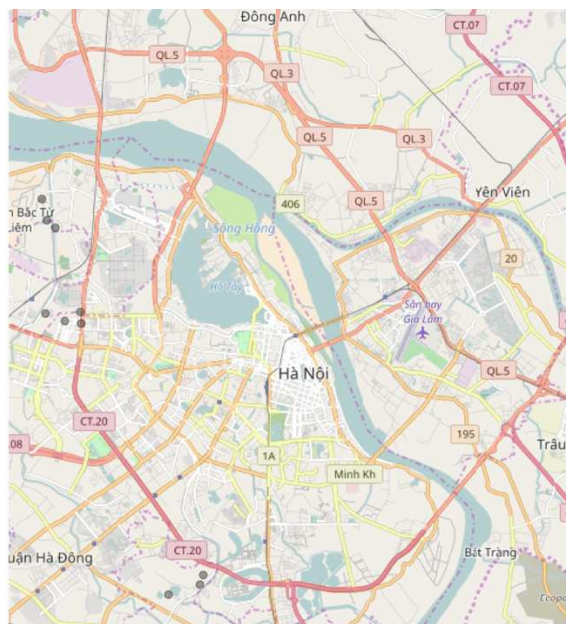 Đông Anh
CT.07
QL.5
QL.3
CT.07
QL.5
QL.3
Yên Viên
QL.5
406
n Bắc Từ
Liêm
Sông Hồng
20
Hồ Tây
Sân bay
Gia Lâm
Hà Nội
QL.5
CT.20
195
.08
1A
Trâu
Minh Kh
CT.20
Bát Tràng
uận Hà Đông
Ecopa